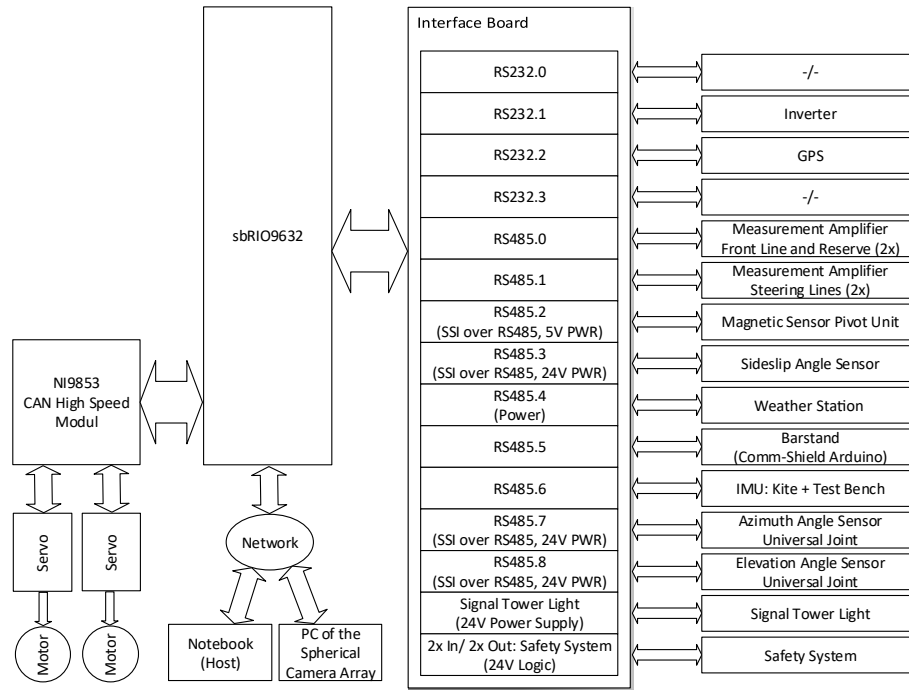 Interface Board
sbRIO9632
NI9853
CAN High Speed
Modul
Servo
Servo
Motor
Motor
Network
Notebook
(Host)
PC of the
Spherical
Camera Array
RS232.0
-/-
RS232.1
Inverter
RS232.2
GPS
RS232.3
-/-
RS485.0
Measurement Amplifier
Front Line and Reserve (2x)
RS485.1
Measurement Amplifier
Steering Lines (2x)
RS485.2
(SSI over RS485, 5V PWR)
Magnetic Sensor Pivot Unit
RS485.3
(SSI over RS485, 24V PWR)
Sideslip Angle Sensor
RS485.4
(Power)
Weather Station
RS485.5
Barstand
(Comm-Shield Arduino)
RS485.6
IMU: Kite + Test Bench
RS485.7
(SSI over RS485, 24V PWR)
Azimuth Angle Sensor
Universal Joint
RS485.8
(SSI over RS485, 24V PWR)
Elevation Angle Sensor
Universal Joint
Signal Tower Light
(24V Power Supply)
Signal Tower Light
2x In/ 2x Out: Safety System
(24V Logic)
Safety System